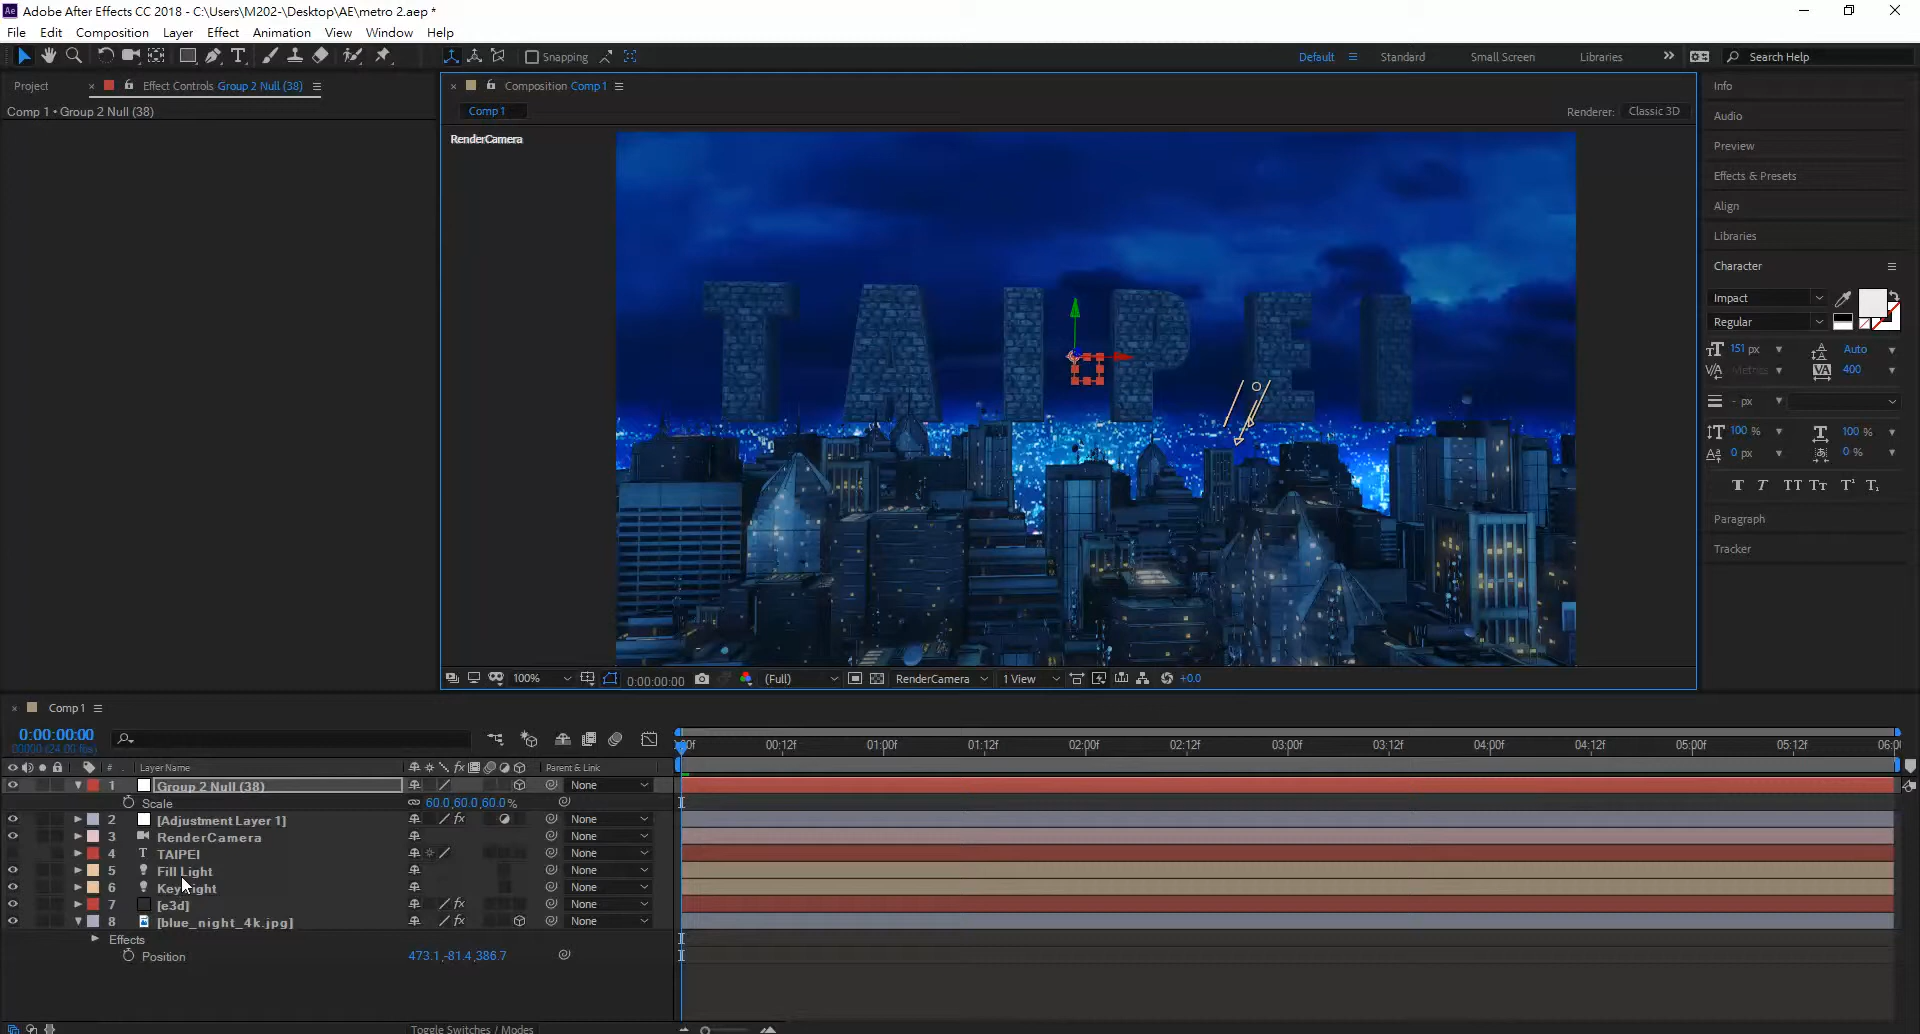 Ae Adobe After Effects CC 2018 - C:\Users\M202-\Desktop\AE\metro 2.aep *
File Edit Composition Layer Effect Animation View Window Help
Snapping
Default Standard Small Screen Libraries Search Help
Project Effect Controls Group 2 Null (38)
Comp 1 • Group 2 Null (38)
Composition Comp 1
Comp 1
Renderer: Classic 3D
RenderCamera
TAIPEI
100% 0:00:00:00 (Full) RenderCamera 1 View +0.0
Info
Audio
Preview
Effects & Presets
Align
Libraries
Character
Impact
Regular
151 px Auto
Metrics 400
- px
100 % 100 %
0 px 0 %
Paragraph
Tracker
Comp 1
0:00:00:00
00000 (24.00 fps)
:00f 00:12f 01:00f 01:12f 02:00f 02:12f 03:00f 03:12f 04:00f 04:12f 05:00f 05:12f 06:00
# Layer Name Parent & Link
1 Group 2 Null (38) None
Scale 60.0,60.0,60.0%
2 [Adjustment Layer 1] None
3 RenderCamera None
4 TAIPEI None
5 Fill Light None
6 Key Light None
7 [e3d] None
8 [blue_night_4k.jpg] None
Effects
Position 473.1,-81.4,386.7
Toggle Switches / Modes